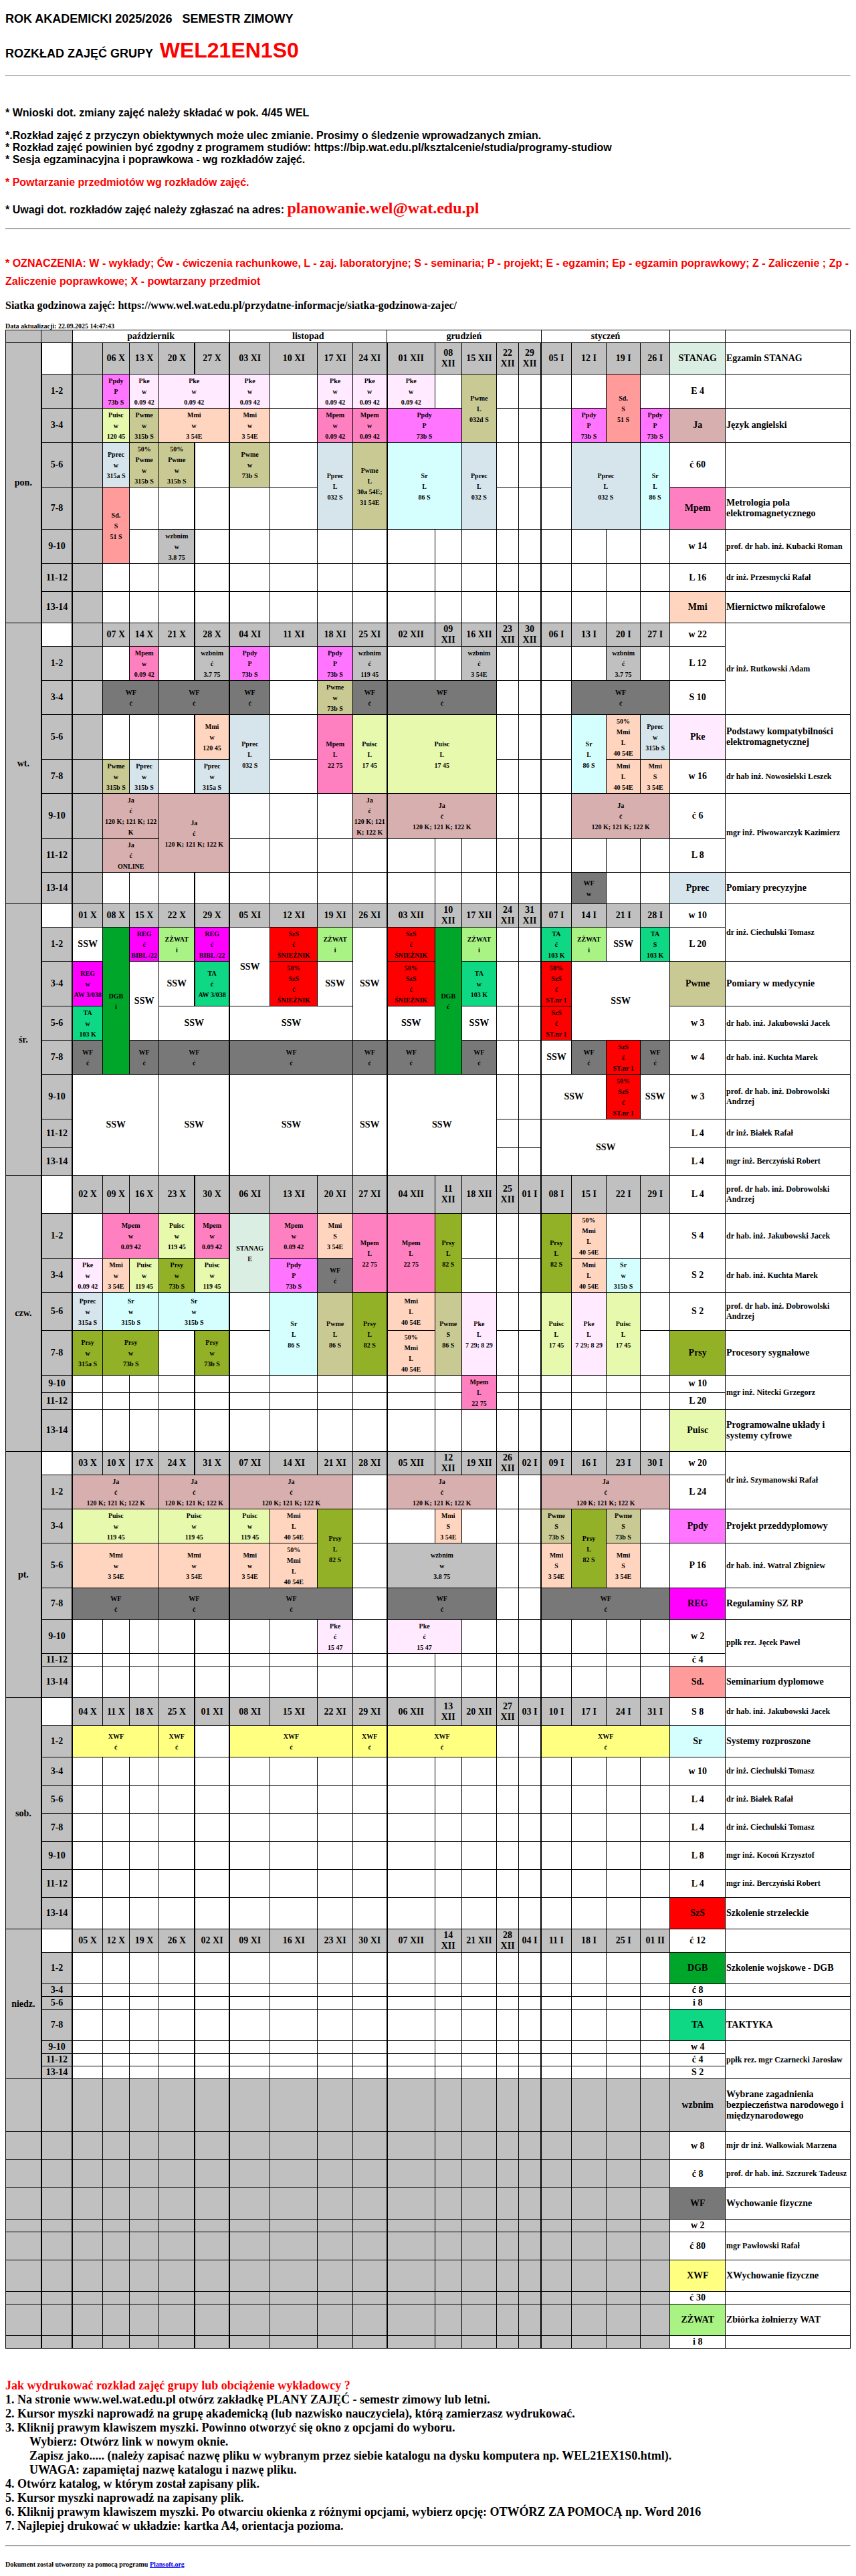 ROK AKADEMICKI 2025/2026 SEMESTR ZIMOWY
ROZKŁAD ZAJĘĆ GRUPY WEL21EN1S0
* Wnioski dot. zmiany zajęć należy składać w pok. 4/45 WEL
*.Rozkład zajęć z przyczyn obiektywnych może ulec zmianie. Prosimy o śledzenie wprowadzanych zmian.
* Rozkład zajęć powinien być zgodny z programem studiów: https://bip.wat.edu.pl/ksztalcenie/studia/programy-studiow
* Sesja egzaminacyjna i poprawkowa - wg rozkładów zajęć.
* Powtarzanie przedmiotów wg rozkładów zajęć.
* Uwagi dot. rozkładów zajęć należy zgłaszać na adres: planowanie.wel@wat.edu.pl
* OZNACZENIA: W - wykłady; Ćw - ćwiczenia rachunkowe, L - zaj. laboratoryjne; S - seminaria; P - projekt; E - egzamin; Ep - egzamin poprawkowy; Z - Zaliczenie ; Zp - Zaliczenie poprawkowe; X - powtarzany przedmiot
Siatka godzinowa zajęć: https://www.wel.wat.edu.pl/przydatne-informacje/siatka-godzinowa-zajec/
Data aktualizacji: 22.09.2025 14:47:43
październik listopad grudzień styczeń
pon. 06 X 13 X 20 X 27 X 03 XI 10 XI 17 XI 24 XI 01 XII 08 XII 15 XII 22 XII 29 XII 05 I 12 I 19 I 26 I STANAG Egzamin STANAG
1-2 Ppdy P 73b S Pke w 0.09 42 Pke w 0.09 42 Pke w 0.09 42 Pke w 0.09 42 Pke w 0.09 42 Pke w 0.09 42 Pwme L 032d S Sd. S 51 S E 4
3-4 Puisc w 120 45 Pwme w 315b S Mmi w 3 54E Mmi w 3 54E Mpem w 0.09 42 Mpem w 0.09 42 Ppdy P 73b S Ppdy P 73b S Ppdy P 73b S Ja Język angielski
5-6 Pprec w 315a S 50% Pwme w 315b S 50% Pwme w 315b S Pwme w 73b S Pprec L 032 S Pwme L 30a 54E; 31 54E Sr L 86 S Pprec L 032 S Pprec L 032 S Sr L 86 S ć 60
7-8 Sd. S 51 S Mpem Metrologia pola elektromagnetycznego
9-10 wzbnim w 3.8 75 w 14 prof. dr hab. inż. Kubacki Roman
11-12 L 16 dr inż. Przesmycki Rafał
13-14 Mmi Miernictwo mikrofalowe
wt. 07 X 14 X 21 X 28 X 04 XI 11 XI 18 XI 25 XI 02 XII 09 XII 16 XII 23 XII 30 XII 06 I 13 I 20 I 27 I w 22 dr inż. Rutkowski Adam
1-2 Mpem w 0.09 42 wzbnim ć 3.7 75 Ppdy P 73b S Ppdy P 73b S wzbnim ć 119 45 wzbnim ć 3 54E wzbnim ć 3.7 75 L 12
3-4 WF ć WF ć WF ć Pwme w 73b S WF ć WF ć WF ć S 10
5-6 Mmi w 120 45 Pprec L 032 S Mpem L 22 75 Puisc L 17 45 Puisc L 17 45 Sr L 86 S 50% Mmi L 40 54E Pprec w 315b S Pke Podstawy kompatybilności elektromagnetycznej
7-8 Pwme w 315b S Pprec w 315b S Pprec w 315a S Mmi L 40 54E Mmi S 3 54E w 16 dr hab inż. Nowosielski Leszek
9-10 Ja ć 120 K; 121 K; 122 K Ja ć 120 K; 121 K; 122 K Ja ć 120 K; 121 K; 122 K Ja ć 120 K; 121 K; 122 K Ja ć 120 K; 121 K; 122 K ć 6 mgr inż. Piwowarczyk Kazimierz
11-12 Ja ć ONLINE L 8
13-14 WF w Pprec Pomiary precyzyjne
śr. 01 X 08 X 15 X 22 X 29 X 05 XI 12 XI 19 XI 26 XI 03 XII 10 XII 17 XII 24 XII 31 XII 07 I 14 I 21 I 28 I w 10 dr inż. Ciechulski Tomasz
1-2 SSW DGB i REG ć BIBL /22 ZŻWAT i REG ć BIBL /22 SSW SzS ć ŚNIEŻNIK ZŻWAT i SSW SzS ć ŚNIEŻNIK DGB ć ZŻWAT i TA ć 103 K ZŻWAT i SSW TA S 103 K L 20
3-4 REG w AW 3/038 SSW SSW TA ć AW 3/038 50% SzS ć ŚNIEŻNIK SSW 50% SzS ć ŚNIEŻNIK TA w 103 K 50% SzS ć ST.nr 1 SSW Pwme Pomiary w medycynie
5-6 TA w 103 K SSW SSW SSW SSW SzS ć ST.nr 1 w 3 dr hab. inż. Jakubowski Jacek
7-8 WF ć WF ć WF ć WF ć WF ć WF ć WF ć SSW WF ć SzS ć ST.nr 1 WF ć w 4 dr hab. inż. Kuchta Marek
9-10 SSW SSW SSW SSW SSW SSW 50% SzS ć ST.nr 1 SSW w 3 prof. dr hab. inż. Dobrowolski Andrzej
11-12 SSW L 4 dr inż. Białek Rafał
13-14 L 4 mgr inż. Berczyński Robert
czw. 02 X 09 X 16 X 23 X 30 X 06 XI 13 XI 20 XI 27 XI 04 XII 11 XII 18 XII 25 XII 01 I 08 I 15 I 22 I 29 I L 4 prof. dr hab. inż. Dobrowolski Andrzej
1-2 Mpem w 0.09 42 Puisc w 119 45 Mpem w 0.09 42 STANAG E Mpem w 0.09 42 Mmi S 3 54E Mpem L 22 75 Mpem L 22 75 Prsy L 82 S Prsy L 82 S 50% Mmi L 40 54E S 4 dr hab. inż. Jakubowski Jacek
3-4 Pke w 0.09 42 Mmi w 3 54E Puisc w 119 45 Prsy w 73b S Puisc w 119 45 Ppdy P 73b S WF ć Mmi L 40 54E Sr w 315b S S 2 dr hab. inż. Kuchta Marek
5-6 Pprec w 315a S Sr w 315b S Sr w 315b S Sr L 86 S Pwme L 86 S Prsy L 82 S Mmi L 40 54E Pwme S 86 S Pke L 7 29; 8 29 Puisc L 17 45 Pke L 7 29; 8 29 Puisc L 17 45 S 2 prof. dr hab. inż. Dobrowolski Andrzej
7-8 Prsy w 315a S Prsy w 73b S Prsy w 73b S 50% Mmi L 40 54E Prsy Procesory sygnałowe
9-10 Mpem L 22 75 w 10 mgr inż. Nitecki Grzegorz
11-12 L 20
13-14 Puisc Programowalne układy i systemy cyfrowe
pt. 03 X 10 X 17 X 24 X 31 X 07 XI 14 XI 21 XI 28 XI 05 XII 12 XII 19 XII 26 XII 02 I 09 I 16 I 23 I 30 I w 20 dr inż. Szymanowski Rafał
1-2 Ja ć 120 K; 121 K; 122 K Ja ć 120 K; 121 K; 122 K Ja ć 120 K; 121 K; 122 K Ja ć 120 K; 121 K; 122 K Ja ć 120 K; 121 K; 122 K L 24
3-4 Puisc w 119 45 Puisc w 119 45 Puisc w 119 45 Mmi L 40 54E Prsy L 82 S Mmi S 3 54E Pwme S 73b S Prsy L 82 S Pwme S 73b S Ppdy Projekt przeddyplomowy
5-6 Mmi w 3 54E Mmi w 3 54E Mmi w 3 54E 50% Mmi L 40 54E wzbnim w 3.8 75 Mmi S 3 54E Mmi S 3 54E P 16 dr hab. inż. Watral Zbigniew
7-8 WF ć WF ć WF ć WF ć WF ć REG Regulaminy SZ RP
9-10 Pke ć 15 47 Pke ć 15 47 w 2 ppłk rez. Jęcek Paweł
11-12 ć 4
13-14 Sd. Seminarium dyplomowe
sob. 04 X 11 X 18 X 25 X 01 XI 08 XI 15 XI 22 XI 29 XI 06 XII 13 XII 20 XII 27 XII 03 I 10 I 17 I 24 I 31 I S 8 dr hab. inż. Jakubowski Jacek
1-2 XWF ć XWF ć XWF ć XWF ć XWF ć XWF ć Sr Systemy rozproszone
3-4 w 10 dr inż. Ciechulski Tomasz
5-6 L 4 dr inż. Białek Rafał
7-8 L 4 dr inż. Ciechulski Tomasz
9-10 L 8 mgr inż. Kocoń Krzysztof
11-12 L 4 mgr inż. Berczyński Robert
13-14 SzS Szkolenie strzeleckie
niedz. 05 X 12 X 19 X 26 X 02 XI 09 XI 16 XI 23 XI 30 XI 07 XII 14 XII 21 XII 28 XII 04 I 11 I 18 I 25 I 01 II ć 12
1-2 DGB Szkolenie wojskowe - DGB
3-4 ć 8
5-6 i 8
7-8 TA TAKTYKA
9-10 w 4 ppłk rez. mgr Czarnecki Jarosław
11-12 ć 4
13-14 S 2
wzbnim Wybrane zagadnienia bezpieczeństwa narodowego i międzynarodowego
w 8 mjr dr inż. Walkowiak Marzena
ć 8 prof. dr hab. inż. Szczurek Tadeusz
WF Wychowanie fizyczne
w 2
ć 80 mgr Pawłowski Rafał
XWF XWychowanie fizyczne
ć 30
ZŻWAT Zbiórka żołnierzy WAT
i 8
Jak wydrukować rozkład zajęć grupy lub obciążenie wykładowcy ?
1. Na stronie www.wel.wat.edu.pl otwórz zakładkę PLANY ZAJĘĆ - semestr zimowy lub letni.
2. Kursor myszki naprowadź na grupę akademicką (lub nazwisko nauczyciela), którą zamierzasz wydrukować.
3. Kliknij prawym klawiszem myszki. Powinno otworzyć się okno z opcjami do wyboru.
Wybierz: Otwórz link w nowym oknie.
Zapisz jako..... (należy zapisać nazwę pliku w wybranym przez siebie katalogu na dysku komputera np. WEL21EX1S0.html).
UWAGA: zapamiętaj nazwę katalogu i nazwę pliku.
4. Otwórz katalog, w którym został zapisany plik.
5. Kursor myszki naprowadź na zapisany plik.
6. Kliknij prawym klawiszem myszki. Po otwarciu okienka z różnymi opcjami, wybierz opcję: OTWÓRZ ZA POMOCĄ np. Word 2016
7. Najlepiej drukować w układzie: kartka A4, orientacja pozioma.
Dokument został utworzony za pomocą programu Plansoft.org